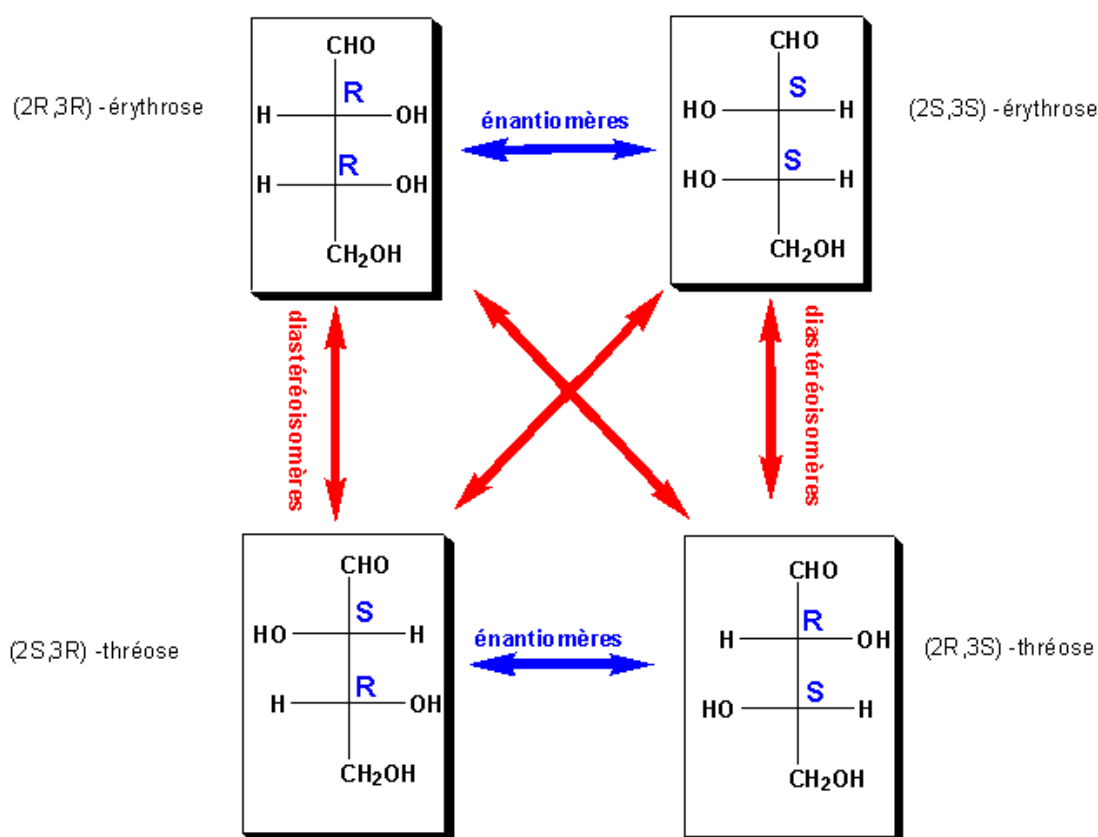 CHO
CHO
(2R,3R) -érythrose
R
H
OH
énantiomères
S
HO
H
(2S,3S) -érythrose
R
H
OH
S
HO
H
CH2OH
CH2OH
diastéréoisomères
diastéréoisomères
CHO
CHO
(2S,3R) -thréose
S
HO
H
énantiomères
R
H
OH
(2R,3S) -thréose
R
H
OH
S
HO
H
CH2OH
CH2OH